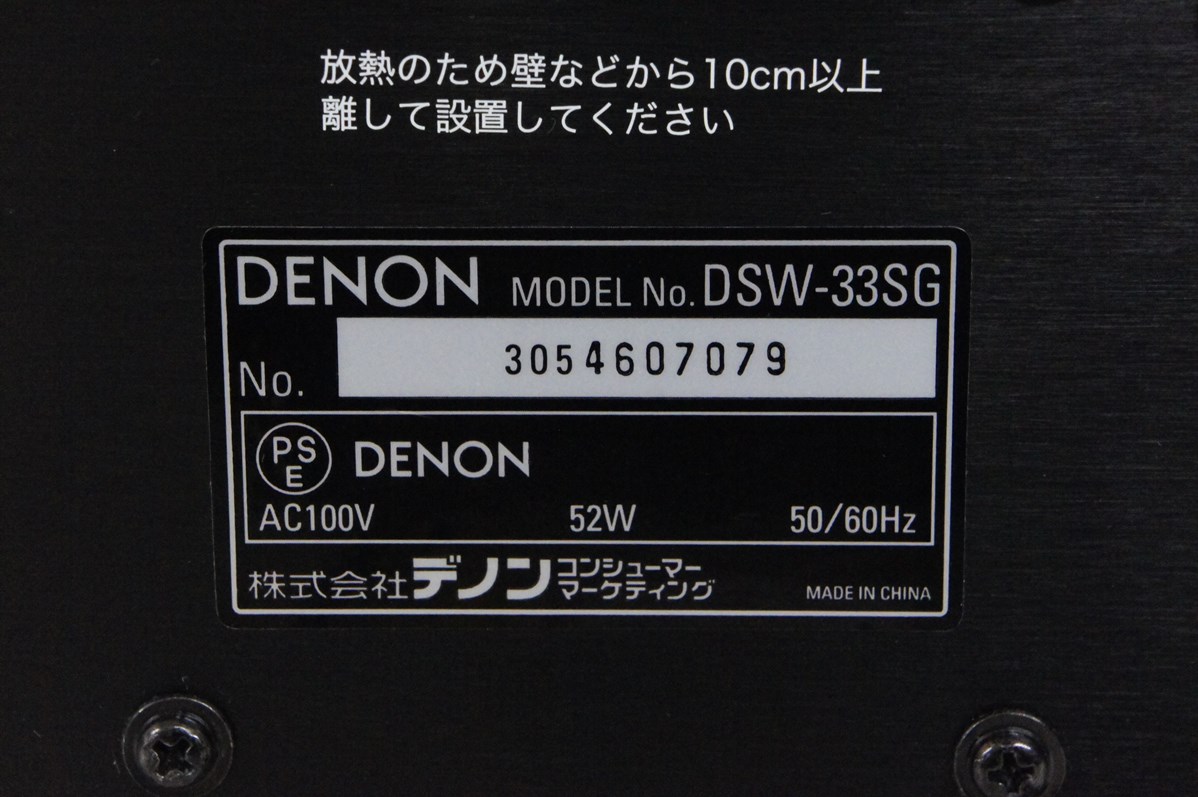 放熱のため壁などから10cm以上
離して設置してください
DENON MODEL No. DSW-33SG
No. 3054607079
PSE DENON
AC100V 52W 50/60Hz
株式会社デノン コンシューマー
マーケティング MADE IN CHINA